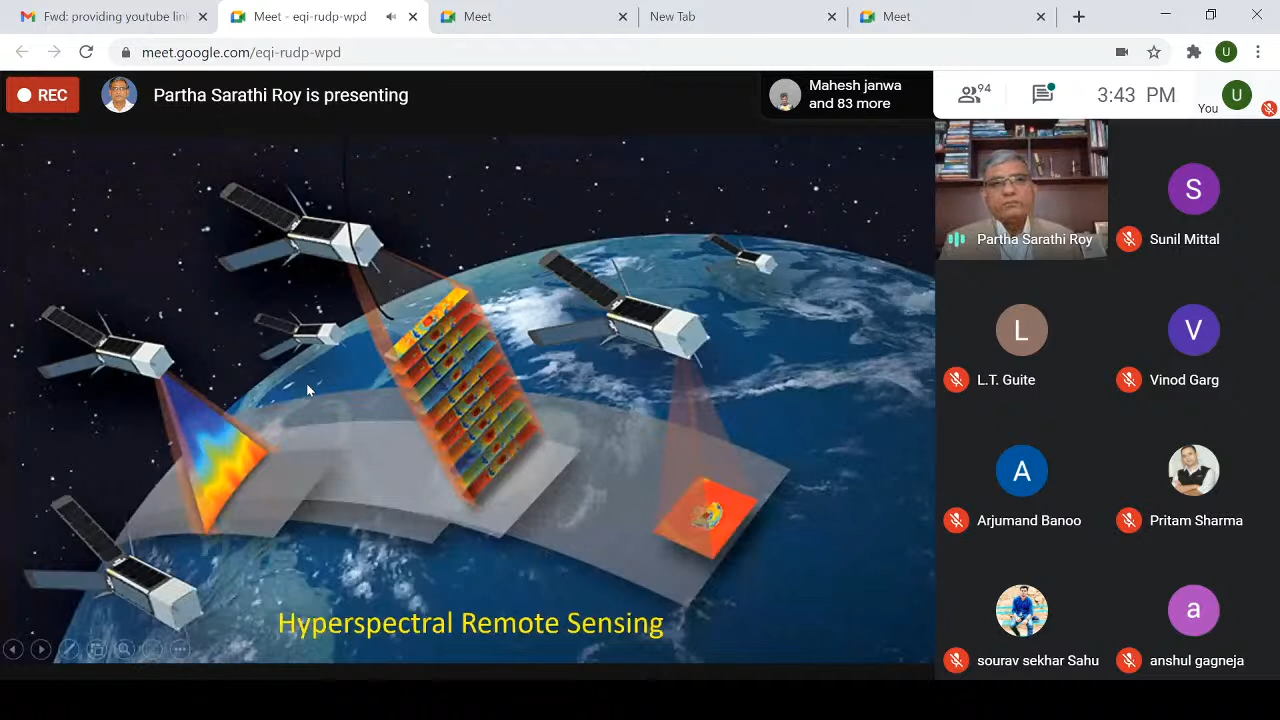 Fwd: providing youtube lin
Meet - eqi-rudp-wpd
Meet
New Tab
Meet
meet.google.com/eqi-rudp-wpd
U
REC
Partha Sarathi Roy is presenting
Mahesh janwa
and 83 more
94
3:43 PM
You
U
Partha Sarathi Roy
S
Sunil Mittal
L
L.T. Guite
V
Vinod Garg
A
Arjumand Banoo
Pritam Sharma
sourav sekhar Sahu
a
anshul gagneja
Hyperspectral Remote Sensing